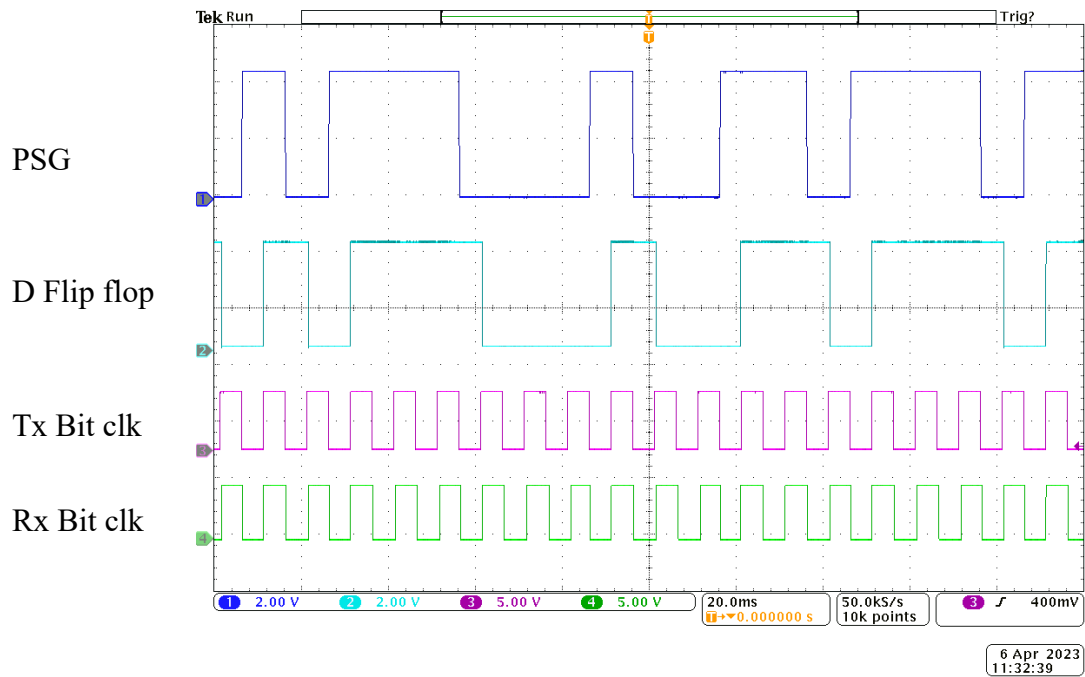 Tek Run Trig?
T
T
PSG
1
D Flip flop
2
Tx Bit clk
3
Rx Bit clk
4
1 2.00 V 2 2.00 V 3 5.00 V 4 5.00 V
20.0ms 50.0kS/s 3 400mV
T→▼0.000000 s 10k points
6 Apr 2023
11:32:39